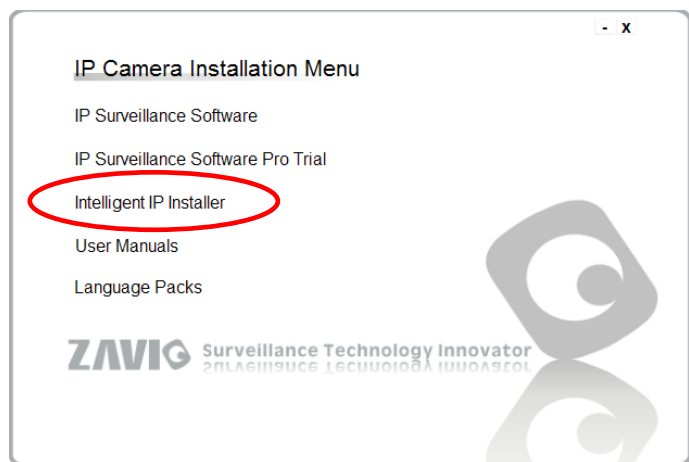 - X
IP Camera Installation Menu
IP Surveillance Software
IP Surveillance Software Pro Trial
Intelligent IP Installer
User Manuals
Language Packs
ZAVIO Surveillance Technology Innovator